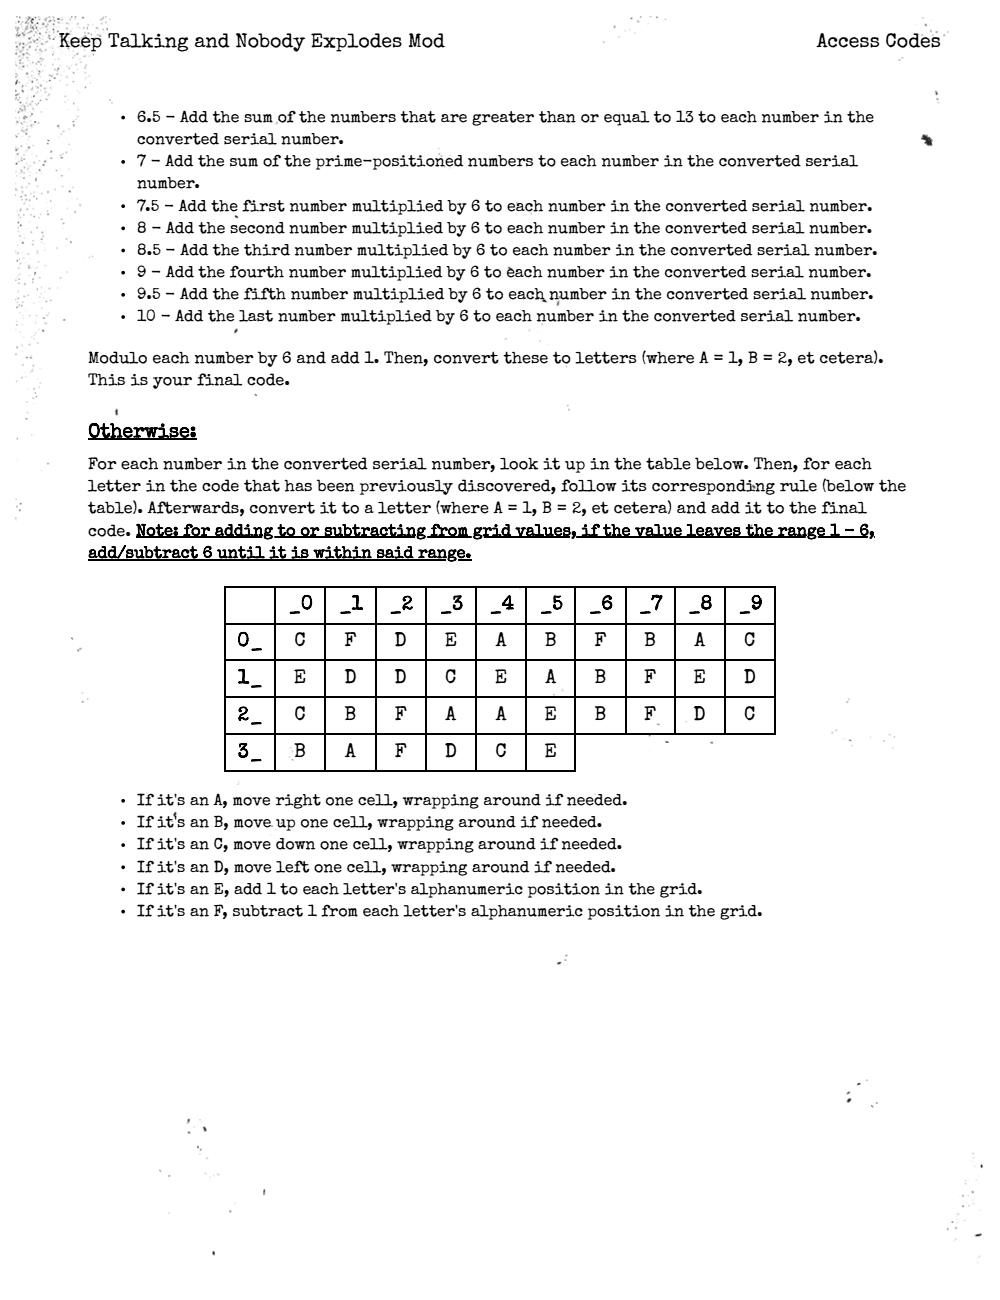 Keep Talking and Nobody Explodes Mod Access Codes
• 6.5 – Add the sum of the numbers that are greater than or equal to 13 to each number in the
converted serial number.
• 7 – Add the sum of the prime-positioned numbers to each number in the converted serial
number.
• 7.5 – Add the first number multiplied by 6 to each number in the converted serial number.
• 8 – Add the second number multiplied by 6 to each number in the converted serial number.
• 8.5 – Add the third number multiplied by 6 to each number in the converted serial number.
• 9 – Add the fourth number multiplied by 6 to each number in the converted serial number.
• 9.5 – Add the fifth number multiplied by 6 to each number in the converted serial number.
• 10 – Add the last number multiplied by 6 to each number in the converted serial number.
Modulo each number by 6 and add 1. Then, convert these to letters (where A = 1, B = 2, et cetera).
This is your final code.
Otherwise:
For each number in the converted serial number, look it up in the table below. Then, for each
letter in the code that has been previously discovered, follow its corresponding rule (below the
table). Afterwards, convert it to a letter (where A = 1, B = 2, et cetera) and add it to the final
code. Note: for adding to or subtracting from grid values, if the value leaves the range 1 – 6,
add/subtract 6 until it is within said range.
_0 _1 _2 _3 _4 _5 _6 _7 _8 _9
0_ C F D E A B F B A C
1_ E D D C E A B F E D
2_ C B F A A E B F D C
3_ B A F D C E
• If it's an A, move right one cell, wrapping around if needed.
• If it's an B, move up one cell, wrapping around if needed.
• If it's an C, move down one cell, wrapping around if needed.
• If it's an D, move left one cell, wrapping around if needed.
• If it's an E, add 1 to each letter's alphanumeric position in the grid.
• If it's an F, subtract 1 from each letter's alphanumeric position in the grid.